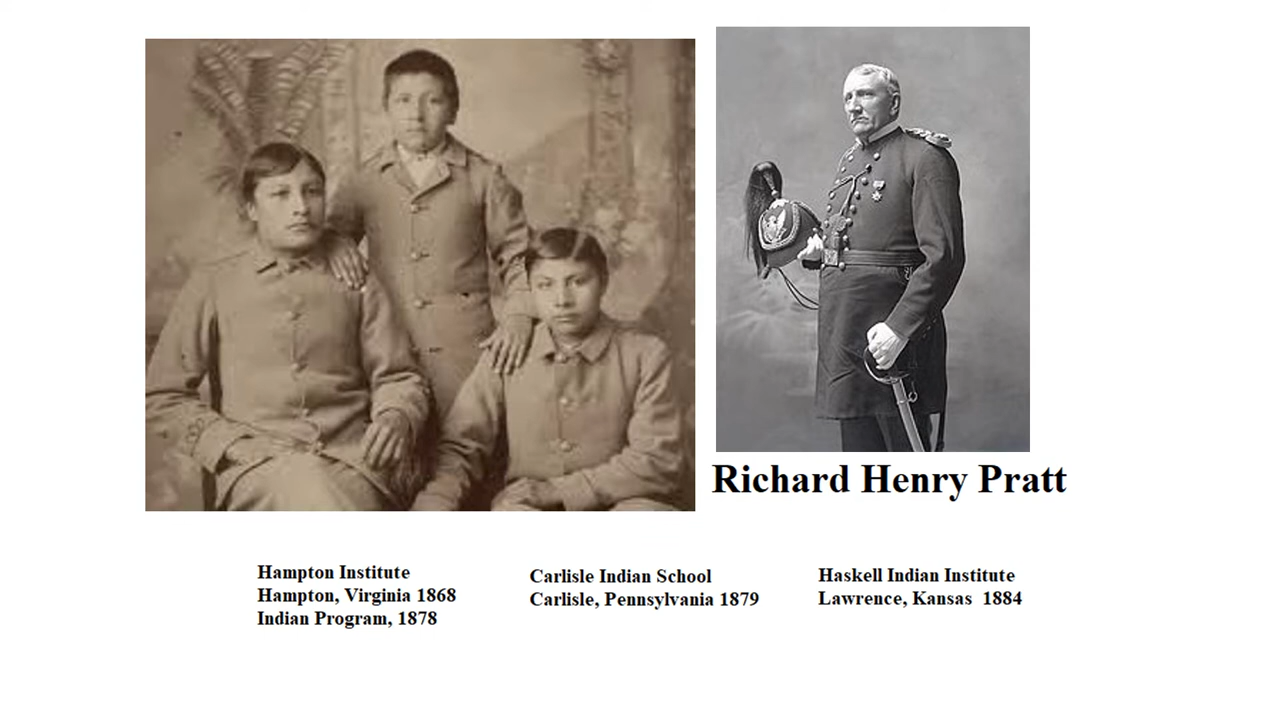 Richard Henry Pratt
Hampton Institute
Hampton, Virginia 1868
Indian Program, 1878
Carlisle Indian School
Carlisle, Pennsylvania 1879
Haskell Indian Institute
Lawrence, Kansas  1884